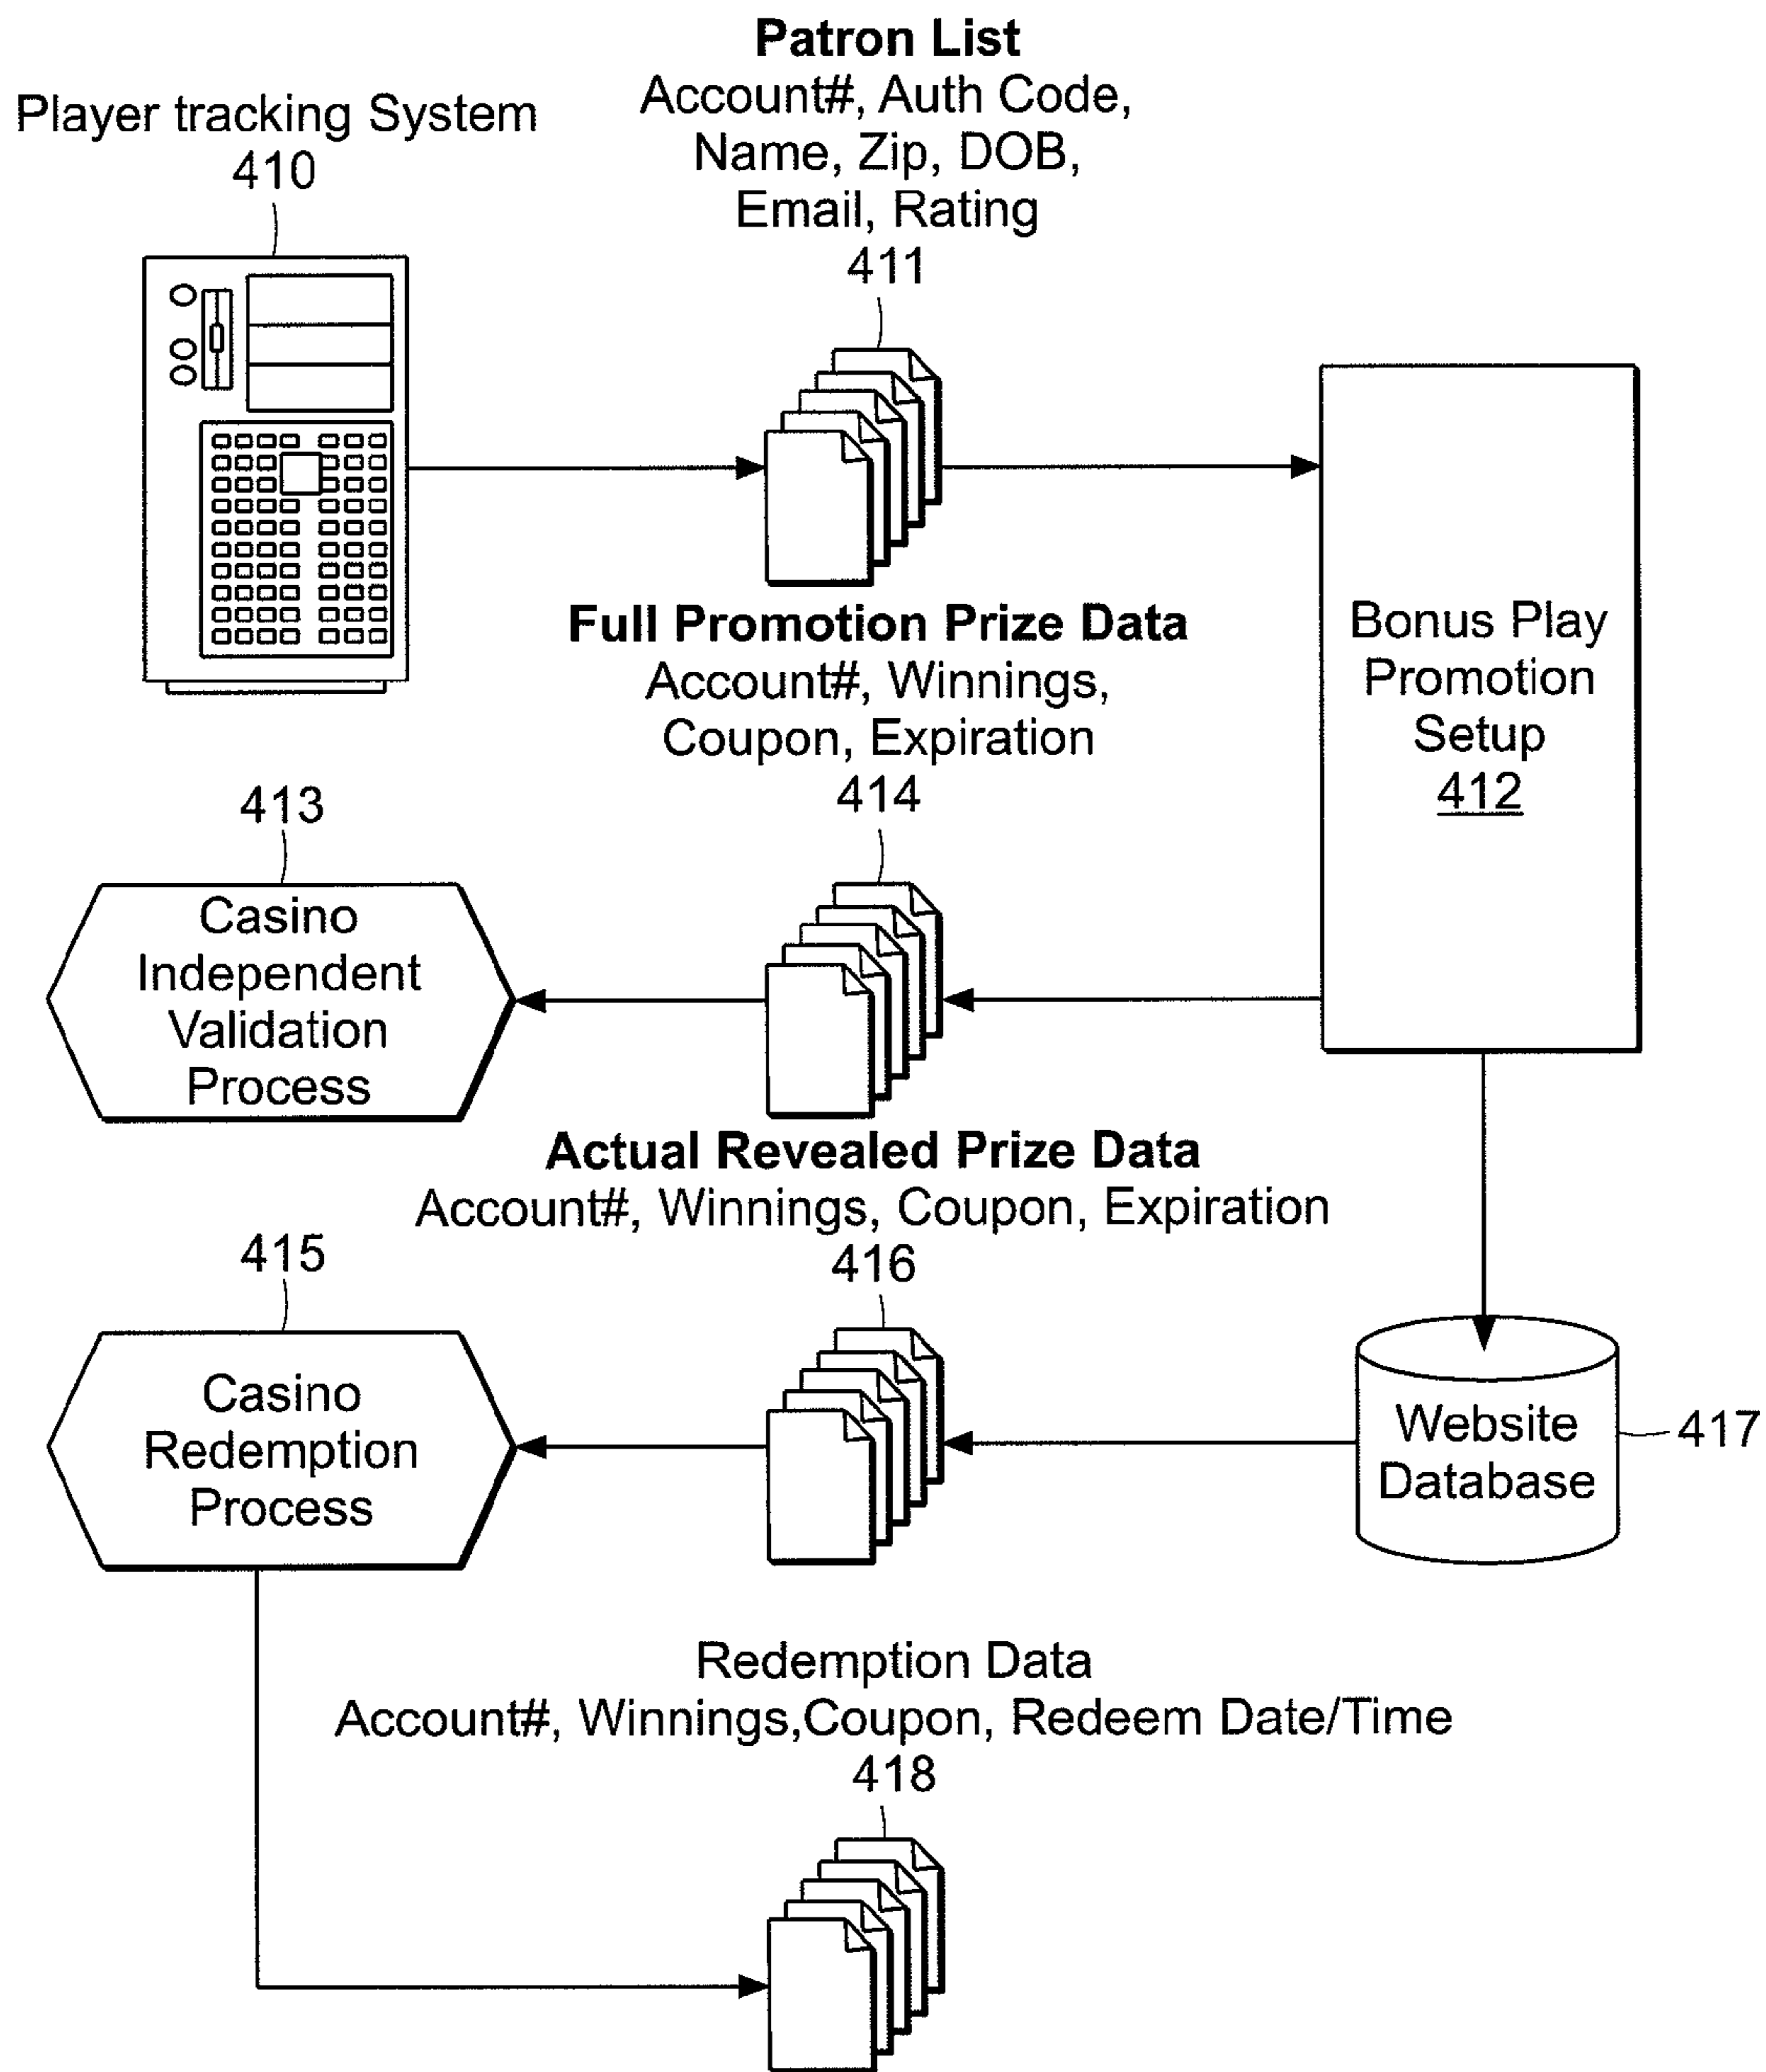 Patron List
Account#, Auth Code,
Name, Zip, DOB,
Email, Rating
411
Player tracking System
410
Bonus Play
Promotion
Setup
412
Full Promotion Prize Data
Account#, Winnings,
Coupon, Expiration
414
413
Casino
Independent
Validation
Process
Actual Revealed Prize Data
Account#, Winnings, Coupon, Expiration
416
415
Casino
Redemption
Process
Website
Database
417
Redemption Data
Account#, Winnings,Coupon, Redeem Date/Time
418